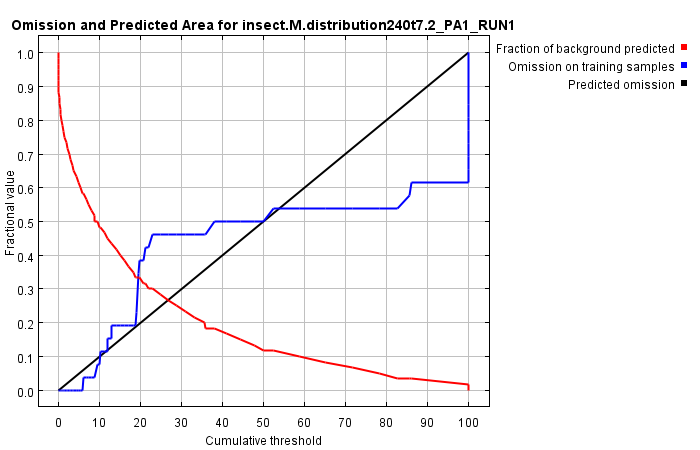 Omission and Predicted Area for insect.M.distribution240t7.2_PA1_RUN1
Fraction of background predicted
Omission on training samples
Predicted omission
Fractional value
1.0
0.9
0.8
0.7
0.6
0.5
0.4
0.3
0.2
0.1
0.0
0 10 20 30 40 50 60 70 80 90 100
Cumulative threshold